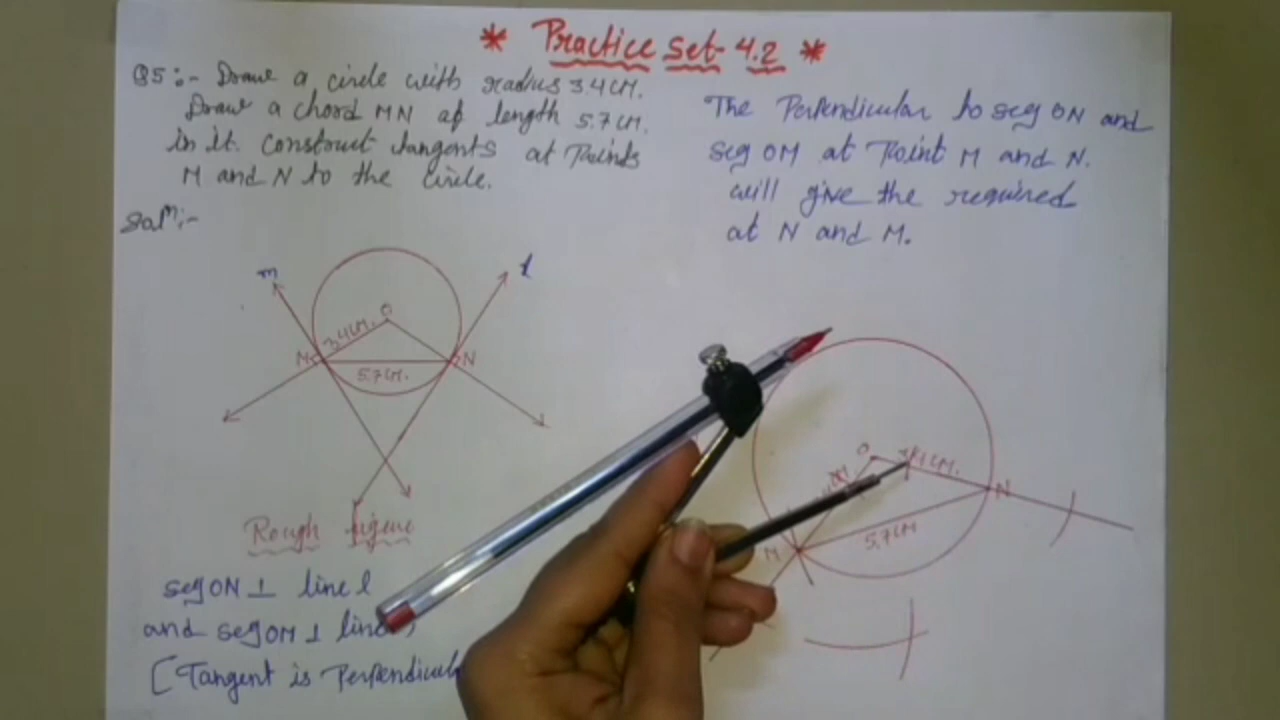 * Practice Set 4.2 *
Q5:- Draw a circle with radius 3.4 CM.
Draw a chord MN of length 5.7 CM.
in it. construct tangents at Points
M and N to the circle.
Solⁿ:-
The Perpendicular to seg ON and
seg OM at Point M and N.
will give the required
at N and M.
m
l
O
3.4 CM.
M
N
5.7 CM.
Rough figure
seg ON ⊥ line l
and seg OM ⊥ line
[Tangent is Perpendicul
O
3.4 CM.
N
5.7 CM
M